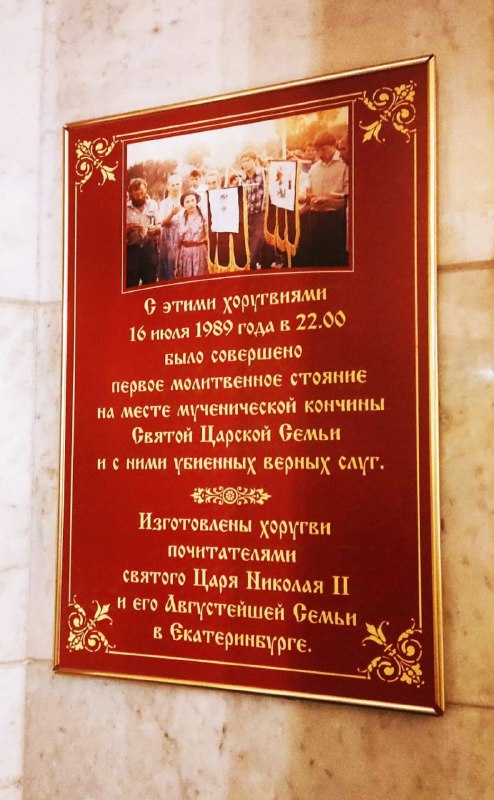 С этими хоругвиями
16 июля 1989 года в 22.00
было совершено
первое молитвенное стояние
на месте мученической кончины
Святой Царской Семьи
и с ними убиенных верных слуг.
Изготовлены хоругви
почитателями
святого Царя Николая II
и его Августейшей Семьи
в Екатеринбурге.